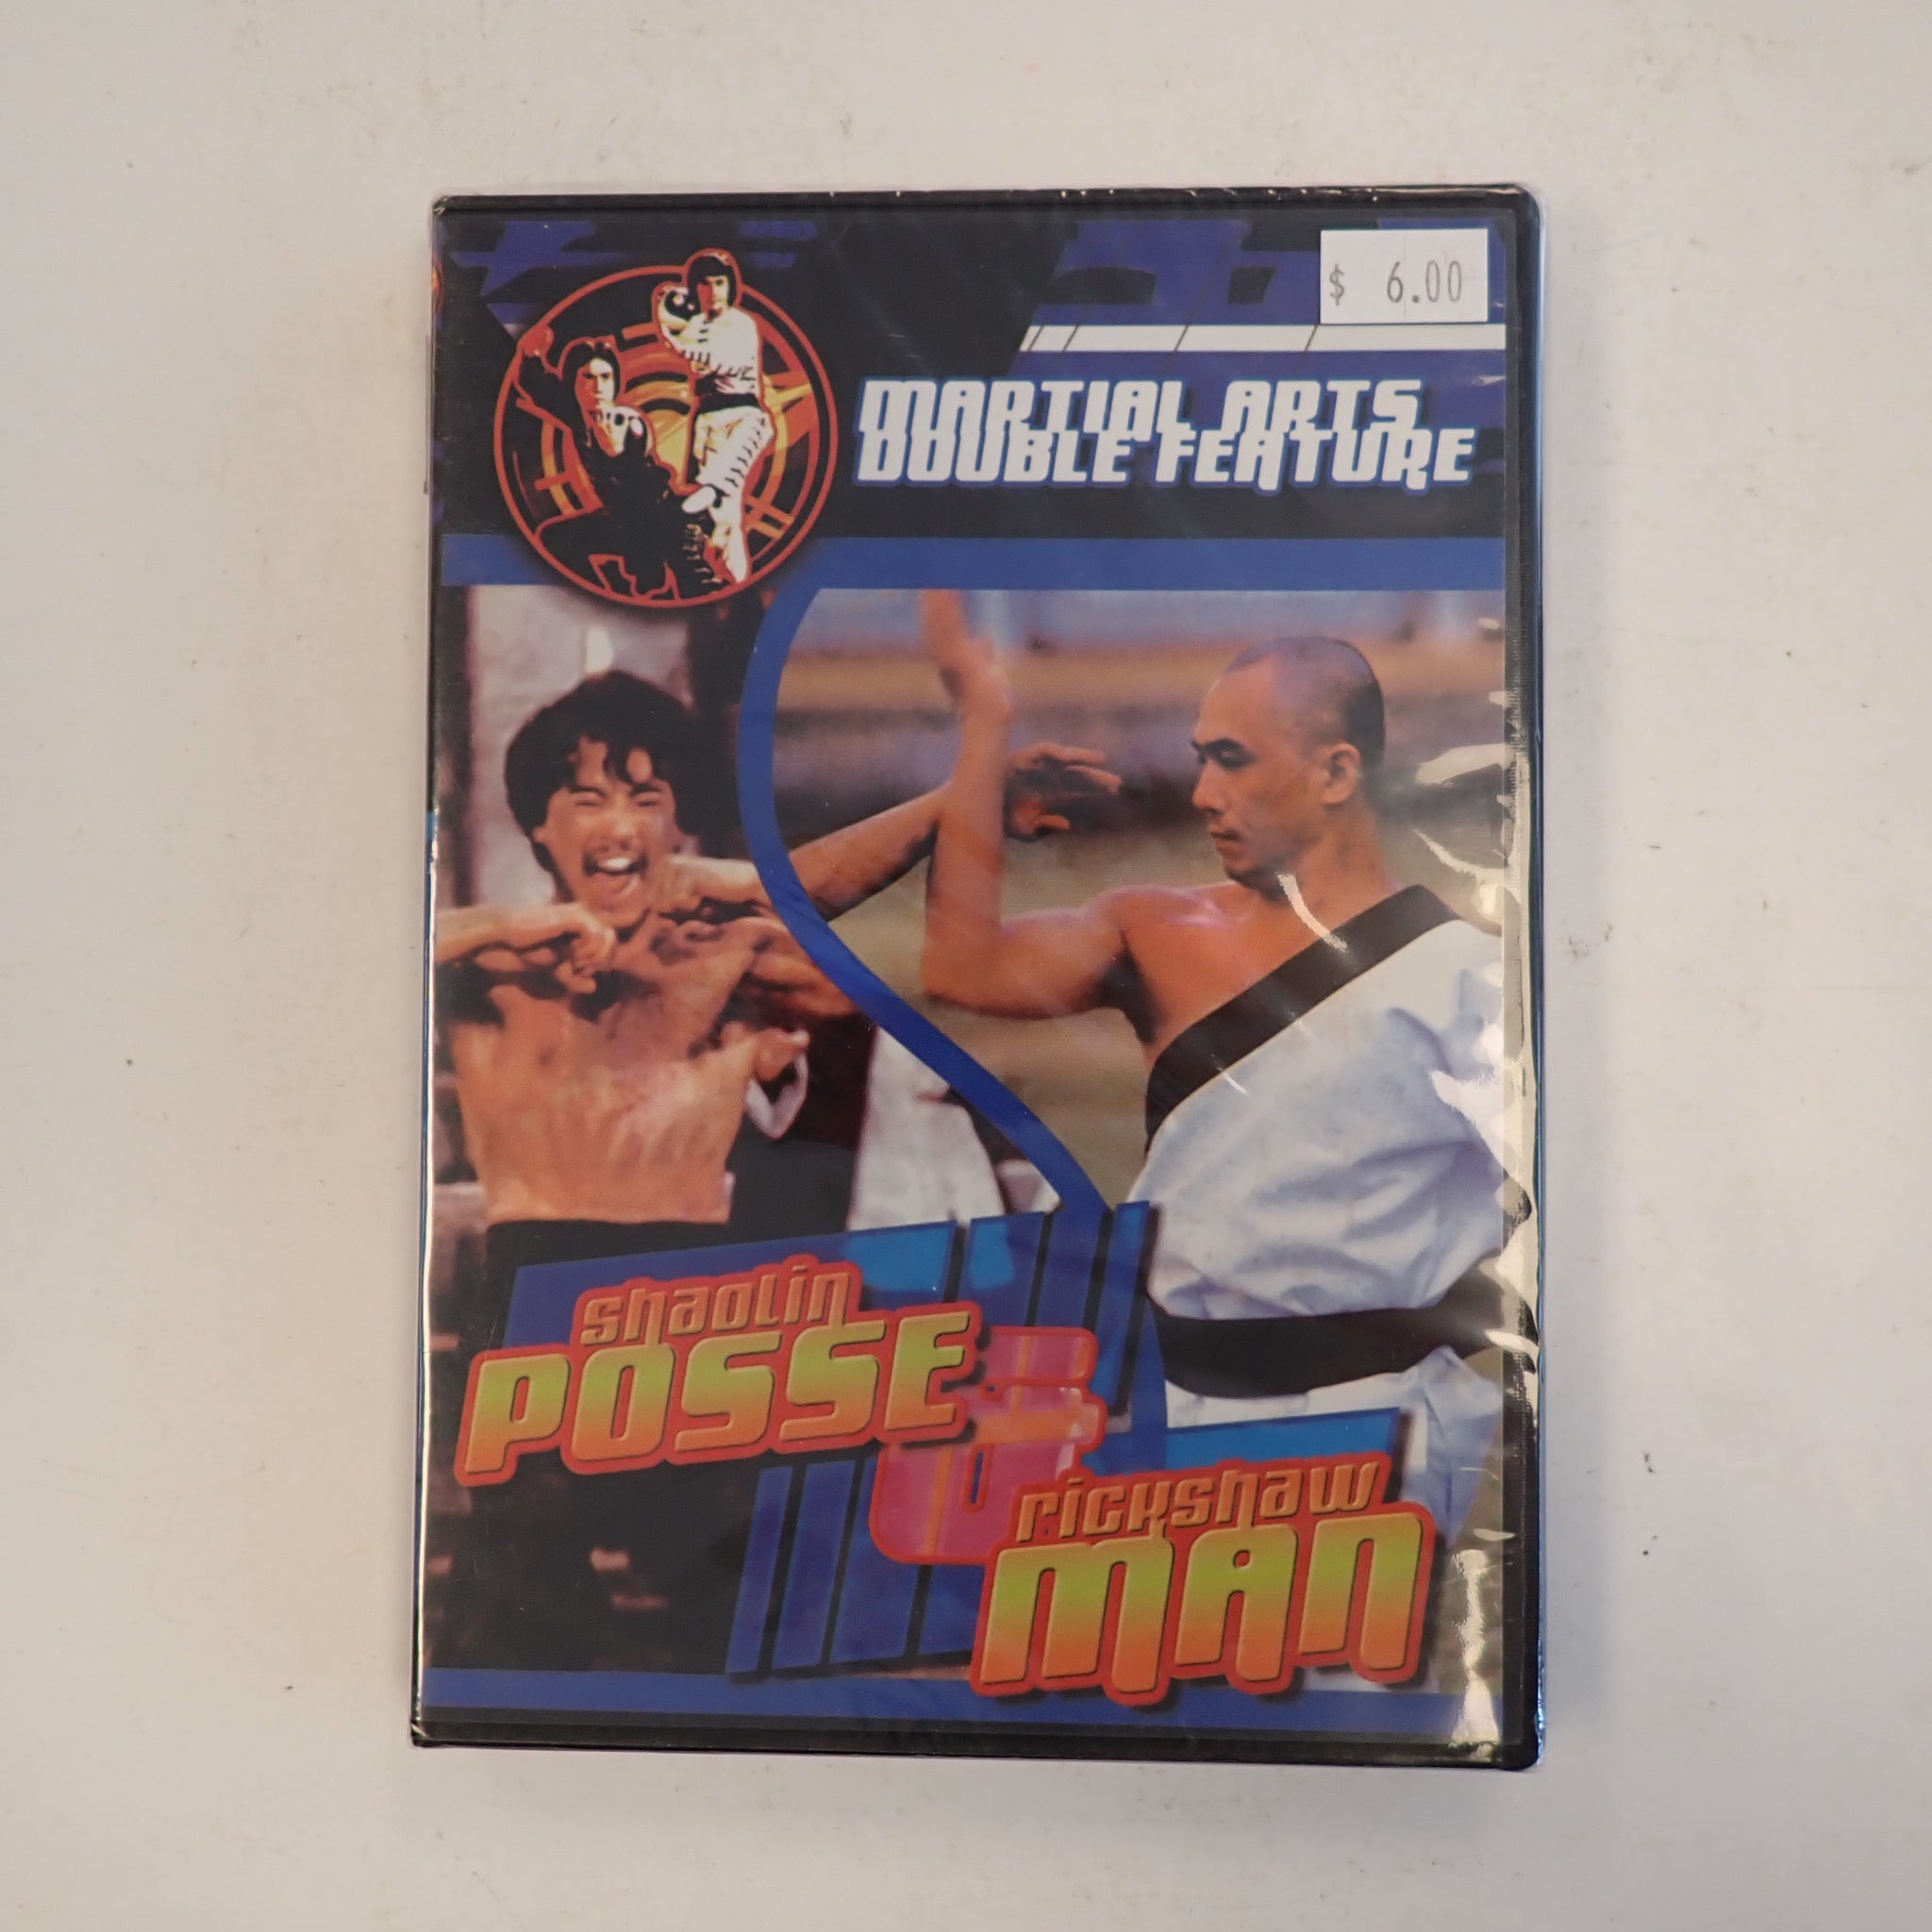 $ 6.00
MARTIAL ARTS
DOUBLE FEATURE
shaolin
POSSE
&
rickshaw
MAN